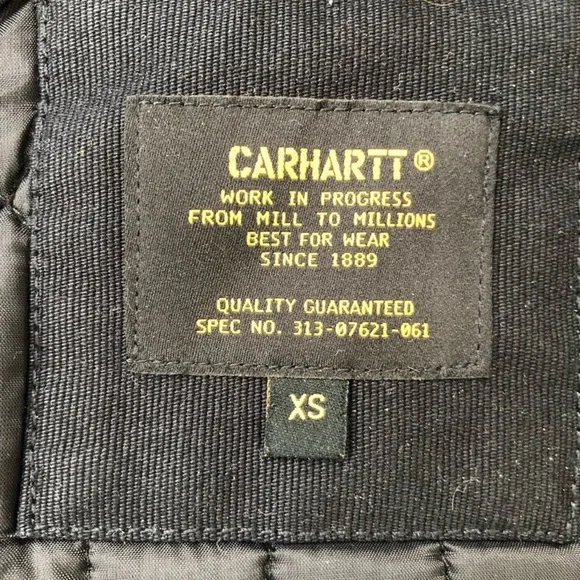 CARHARTT®
WORK IN PROGRESS
FROM MILL TO MILLIONS
BEST FOR WEAR
SINCE 1889
QUALITY GUARANTEED
SPEC NO. 313-07621-061
XS